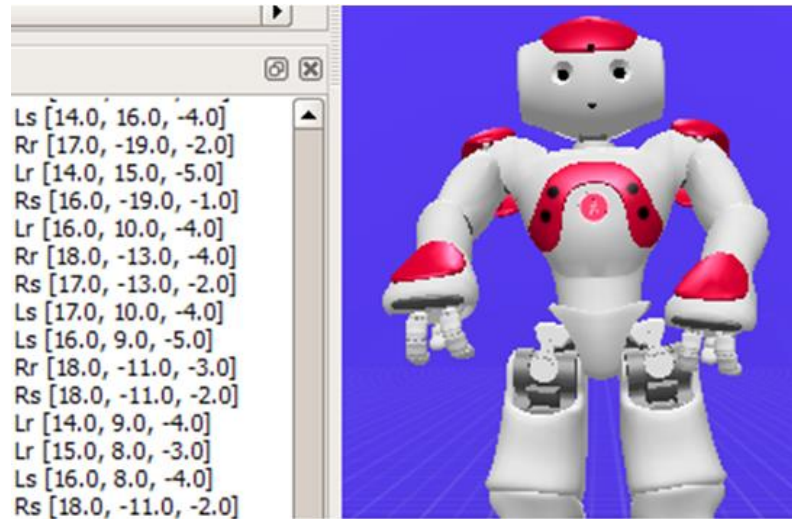 Ls [14.0, 16.0, -4.0]
Rr [17.0, -19.0, -2.0]
Lr [14.0, 15.0, -5.0]
Rs [16.0, -19.0, -1.0]
Lr [16.0, 10.0, -4.0]
Rr [18.0, -13.0, -4.0]
Rs [17.0, -13.0, -2.0]
Ls [17.0, 10.0, -4.0]
Ls [16.0, 9.0, -5.0]
Rr [18.0, -11.0, -3.0]
Rs [18.0, -11.0, -2.0]
Lr [14.0, 9.0, -4.0]
Lr [15.0, 8.0, -3.0]
Ls [16.0, 8.0, -4.0]
Rs [18.0, -11.0, -2.0]